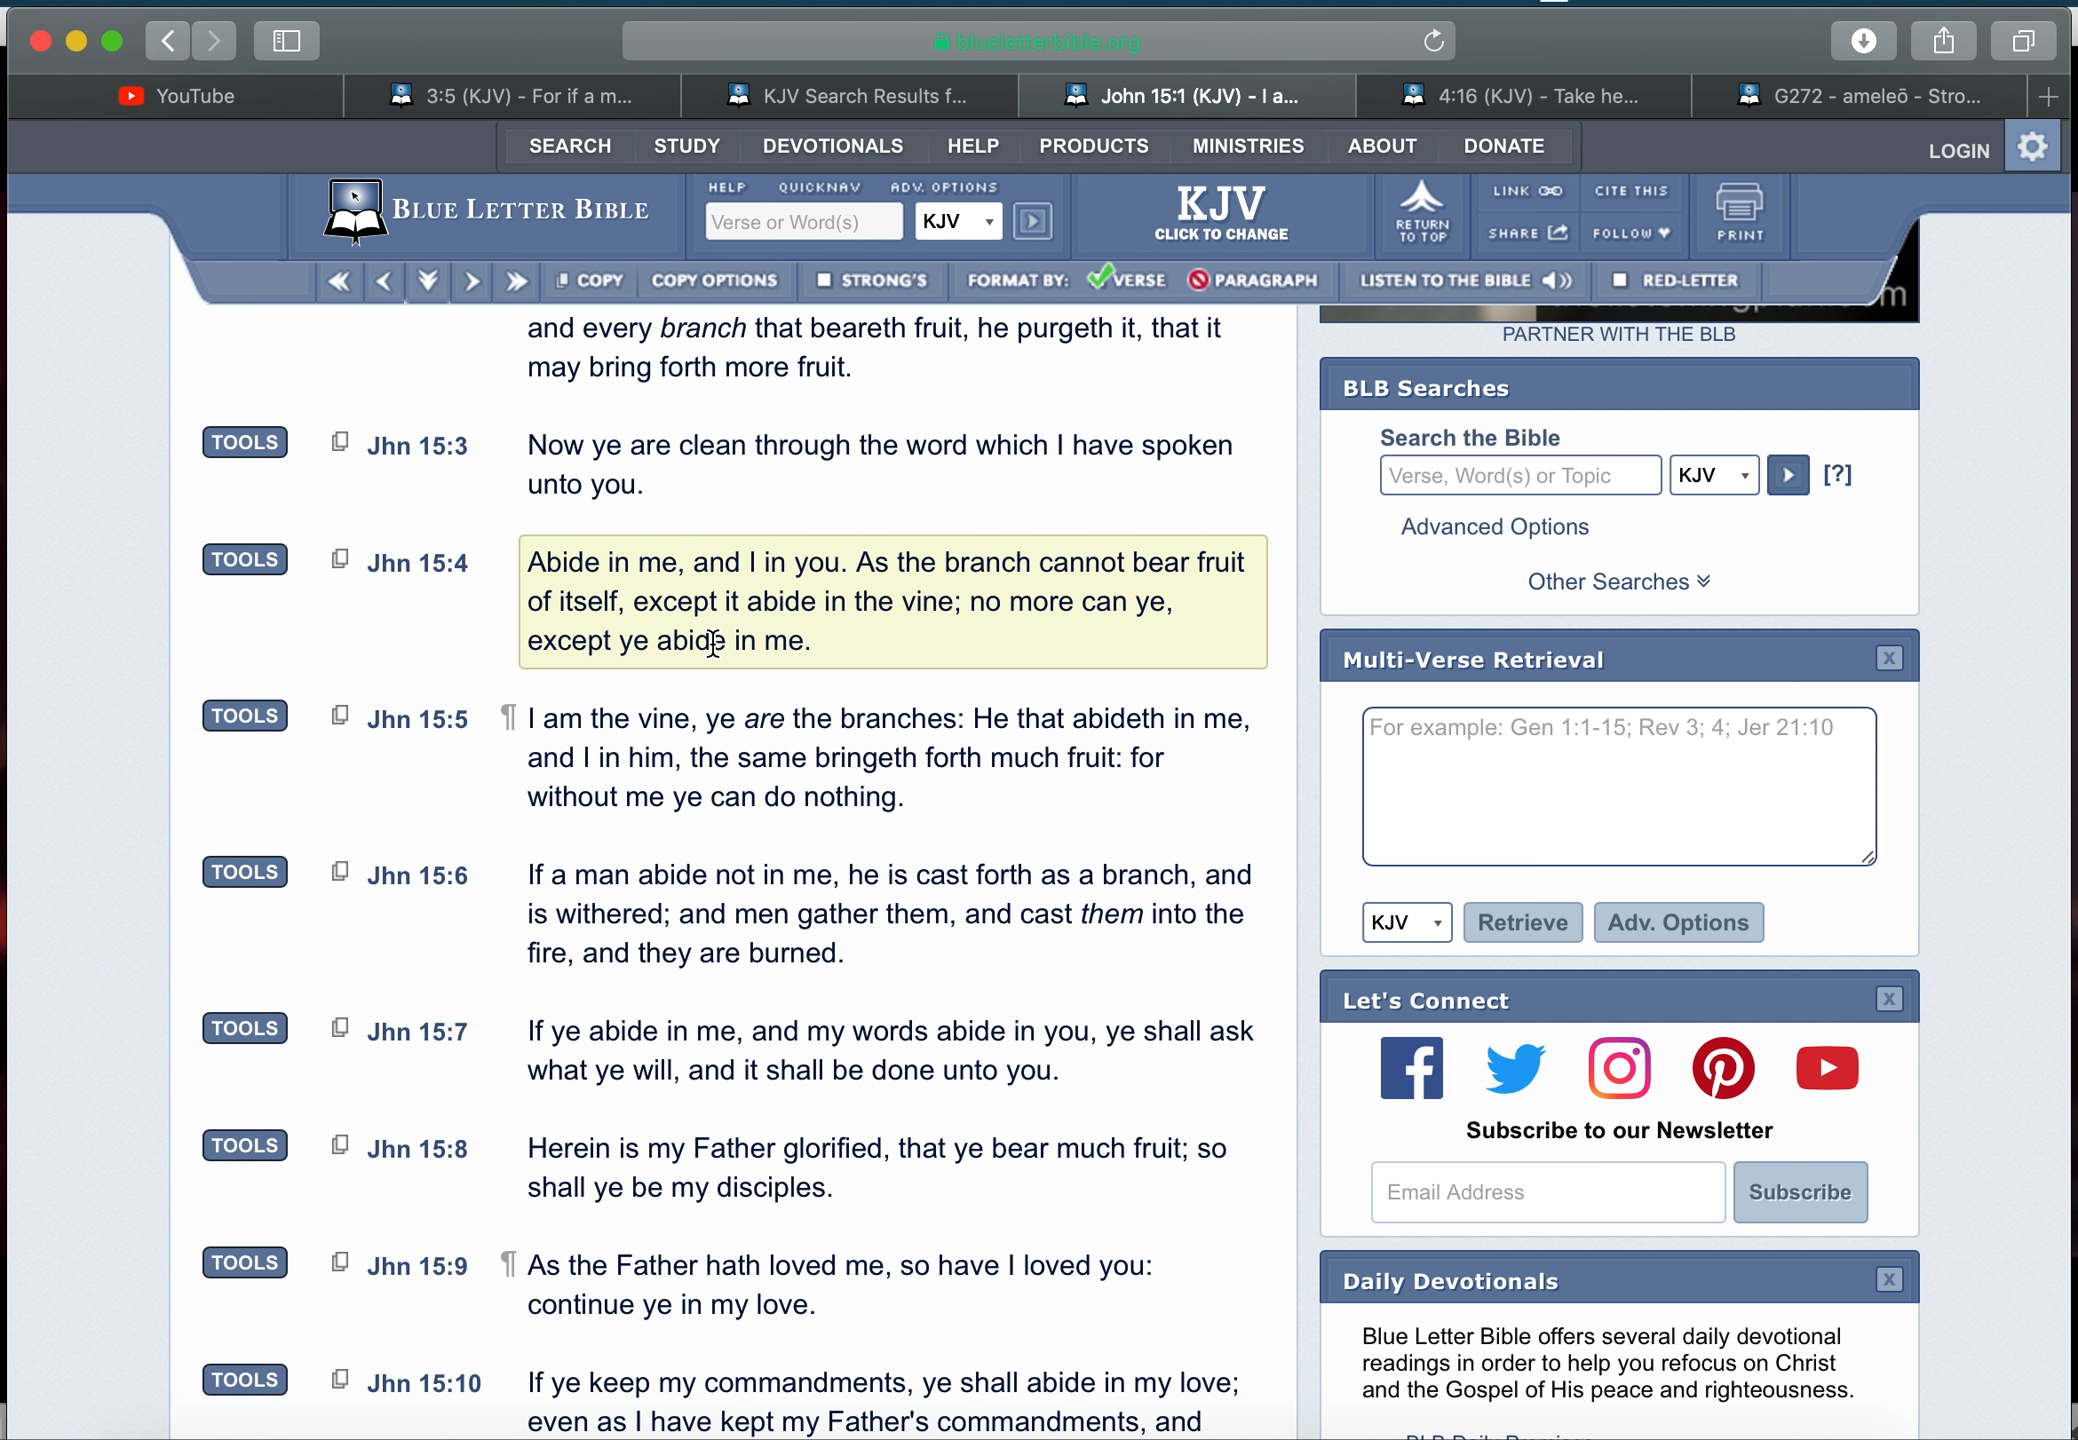 blueletterbible.org
YouTube
3:5 (KJV) - For if a m...
KJV Search Results f...
John 15:1 (KJV) - I a...
4:16 (KJV) - Take he...
G272 - ameleō - Stro...
SEARCH STUDY DEVOTIONALS HELP PRODUCTS MINISTRIES ABOUT DONATE
LOGIN
BLUE LETTER BIBLE
HELP QUICKNAV ADV. OPTIONS
Verse or Word(s)
KJV
KJV
CLICK TO CHANGE
RETURN
TO TOP
LINK
CITE THIS
SHARE
FOLLOW
PRINT
COPY COPY OPTIONS STRONG'S FORMAT BY: VERSE PARAGRAPH LISTEN TO THE BIBLE RED-LETTER
and every branch that beareth fruit, he purgeth it, that it
may bring forth more fruit.
TOOLS Jhn 15:3 Now ye are clean through the word which I have spoken
unto you.
TOOLS Jhn 15:4 Abide in me, and I in you. As the branch cannot bear fruit
of itself, except it abide in the vine; no more can ye,
except ye abide in me.
TOOLS Jhn 15:5 ¶ I am the vine, ye are the branches: He that abideth in me,
and I in him, the same bringeth forth much fruit: for
without me ye can do nothing.
TOOLS Jhn 15:6 If a man abide not in me, he is cast forth as a branch, and
is withered; and men gather them, and cast them into the
fire, and they are burned.
TOOLS Jhn 15:7 If ye abide in me, and my words abide in you, ye shall ask
what ye will, and it shall be done unto you.
TOOLS Jhn 15:8 Herein is my Father glorified, that ye bear much fruit; so
shall ye be my disciples.
TOOLS Jhn 15:9 ¶ As the Father hath loved me, so have I loved you:
continue ye in my love.
TOOLS Jhn 15:10 If ye keep my commandments, ye shall abide in my love;
even as I have kept my Father's commandments, and
PARTNER WITH THE BLB
BLB Searches
Search the Bible
Verse, Word(s) or Topic
KJV
[?]
Advanced Options
Other Searches
Multi-Verse Retrieval
X
For example: Gen 1:1-15; Rev 3; 4; Jer 21:10
KJV
Retrieve
Adv. Options
Let's Connect
X
Subscribe to our Newsletter
Email Address
Subscribe
Daily Devotionals
X
Blue Letter Bible offers several daily devotional
readings in order to help you refocus on Christ
and the Gospel of His peace and righteousness.